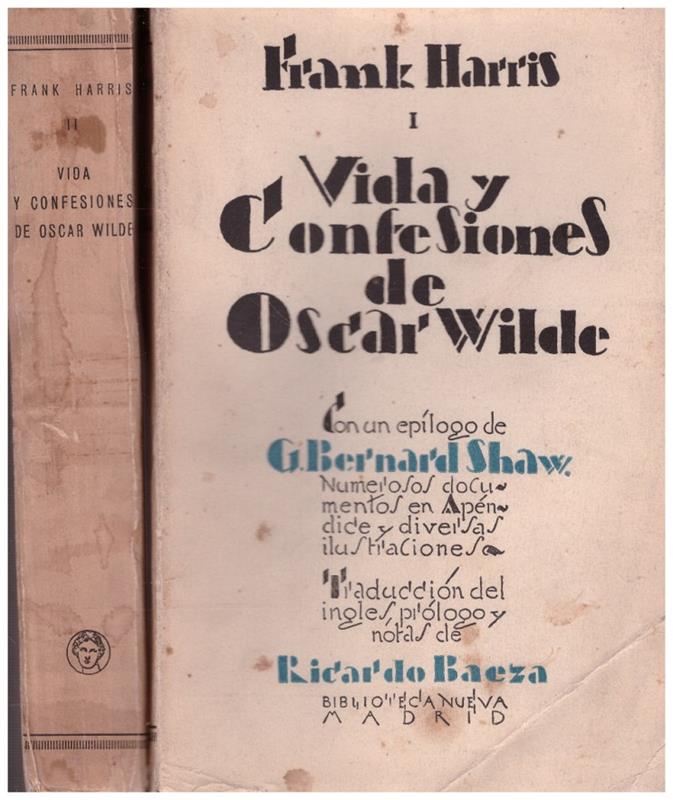 FRANK HARRIS
II
VIDA
Y CONFESIONES
DE OSCAR WILDE
Frank Harris
I
Vida y
Confesiones
de
Oscar Wilde
Con un epílogo de
G. Bernard Shaw.
Numerosos docu-
mentos en Apén-
dice y diversas
ilustraciones
Traducción del
ingles, prólogo y
notas de
Ricardo Baeza
BIBLIOTECA NUEVA
MADRID